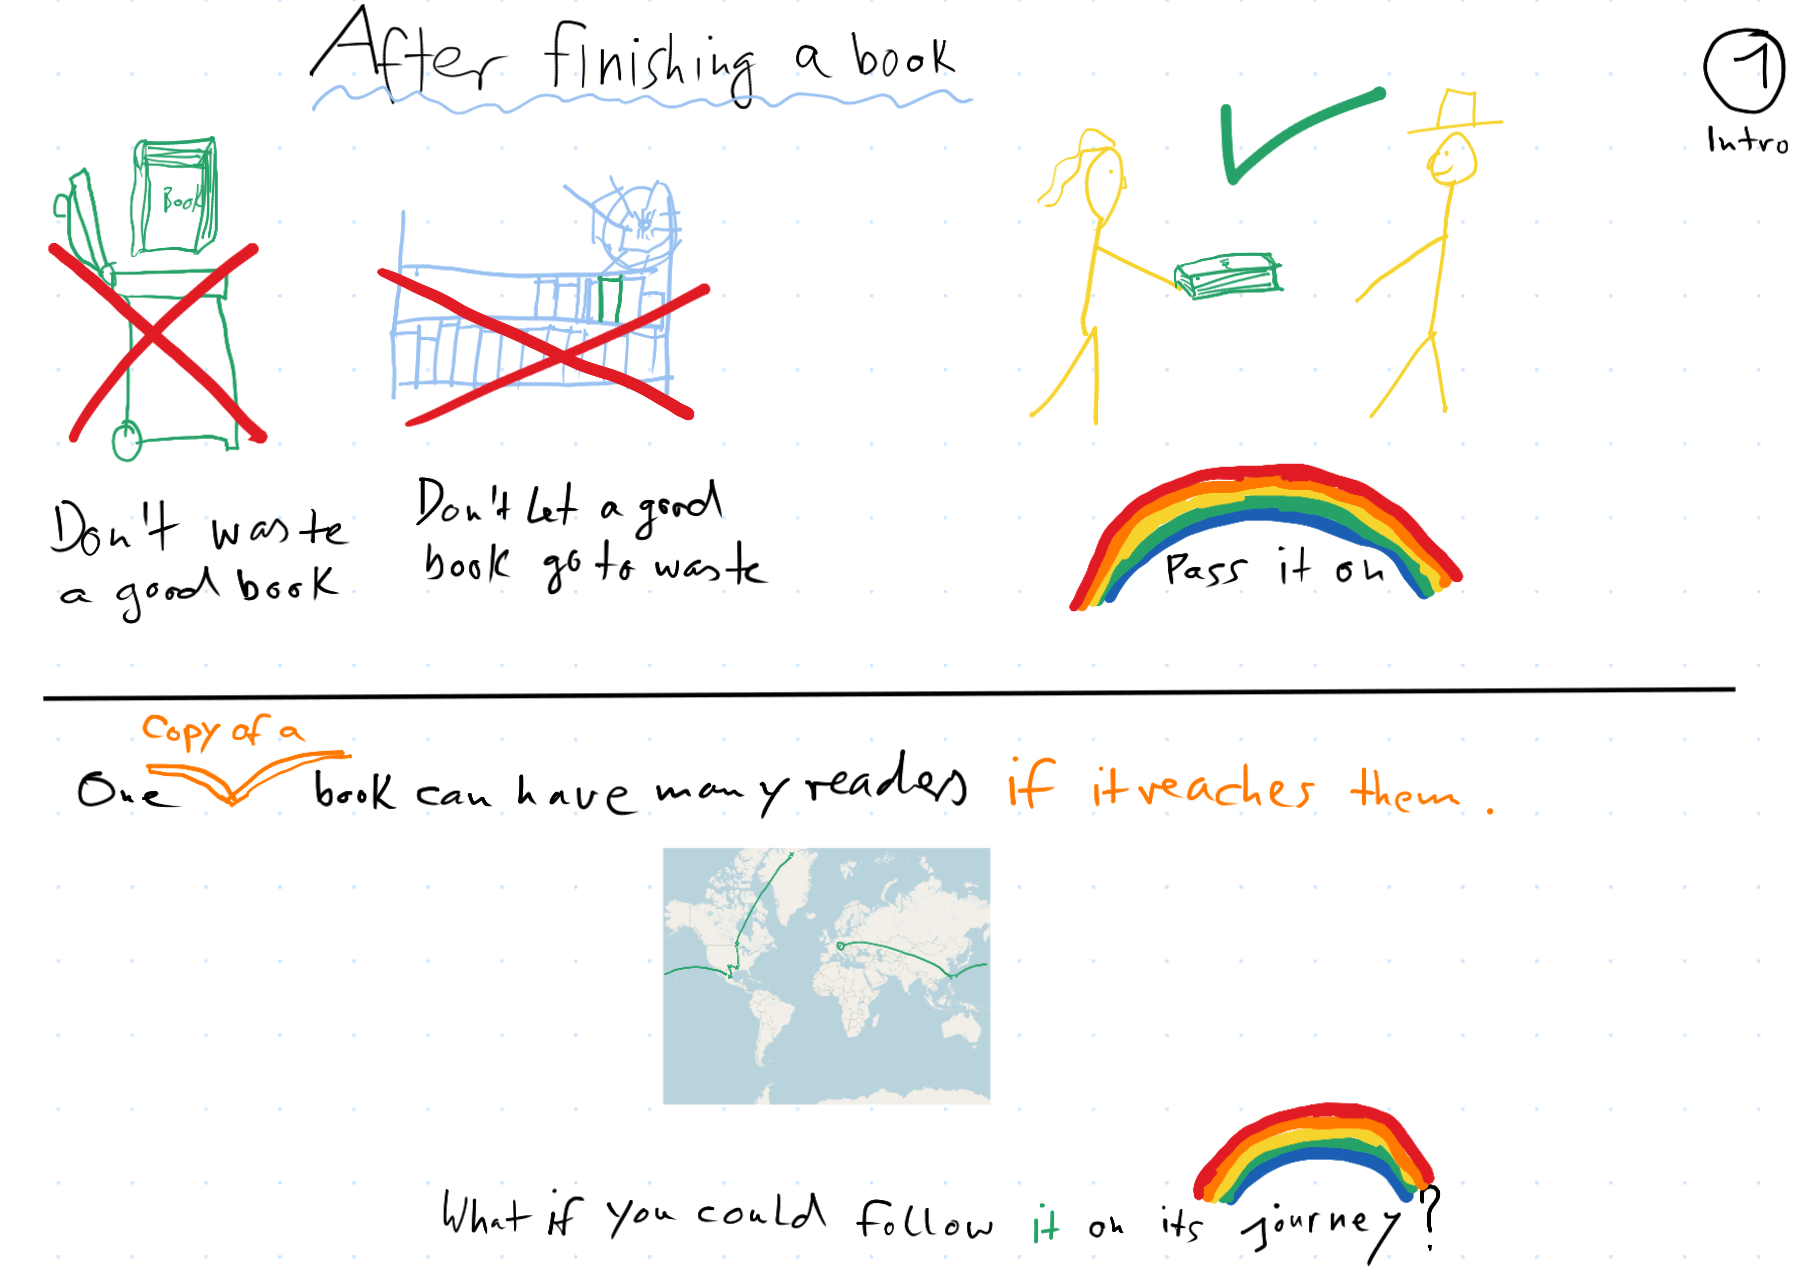 After finishing a book
1
Intro
Book
Don't waste
a good book
Don't let a good
book go to waste
Pass it on
Copy of a
One book can have many readers if it reaches them.
What if you could follow it on its journey?